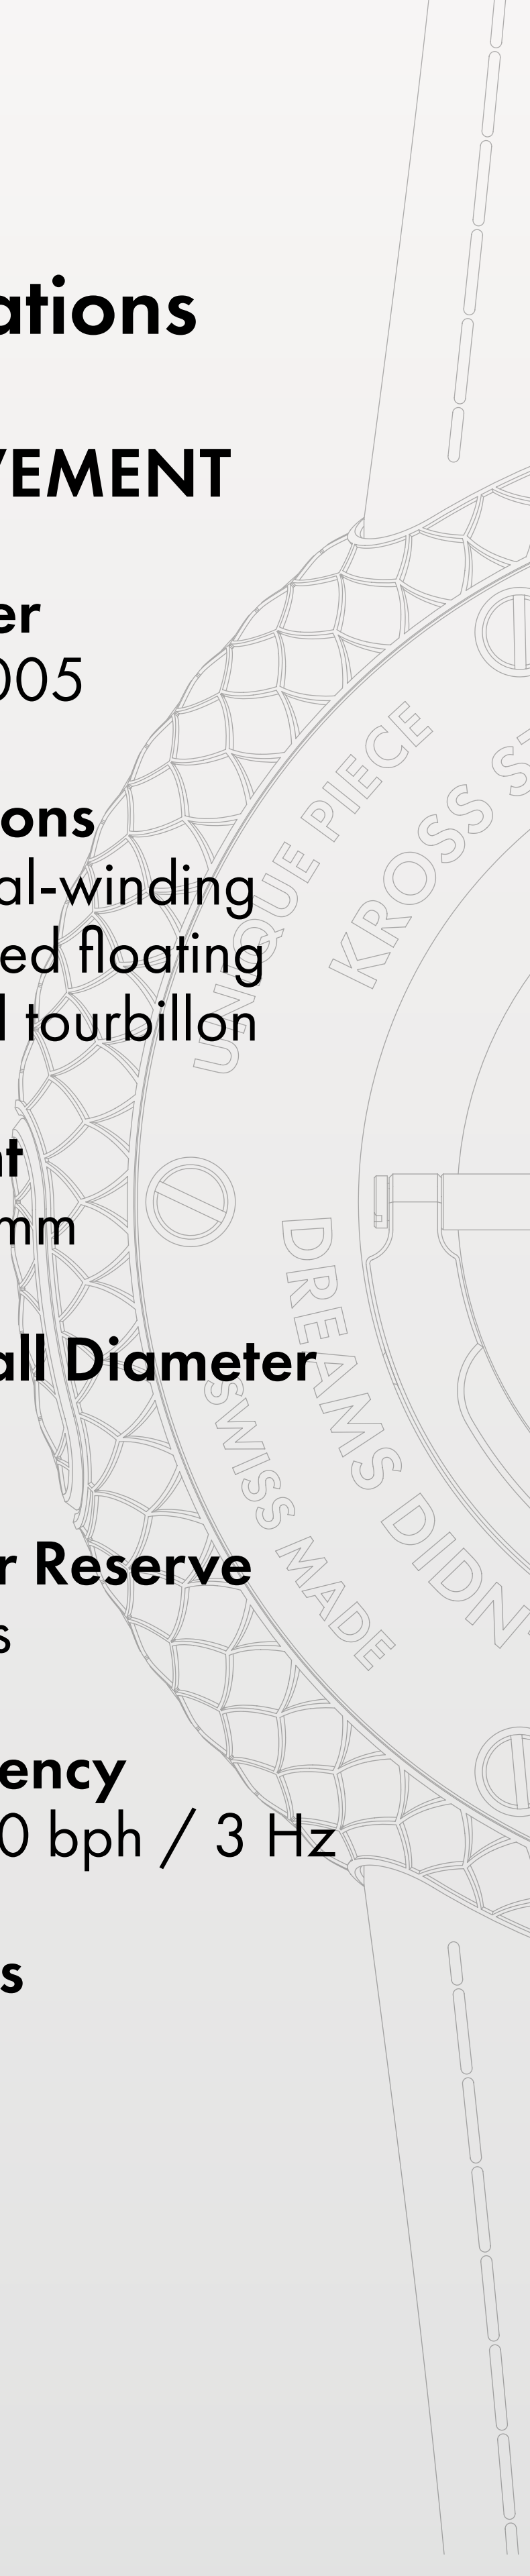 ations
VEMENT
er
005
ons
al-winding
ed floating
l tourbillon
nt
mm
all Diameter
r Reserve
s
ency
0 bph / 3 Hz
s
UNIQUE PIECE
KROSS ST
DREAMS DIDN'
SWISS MADE